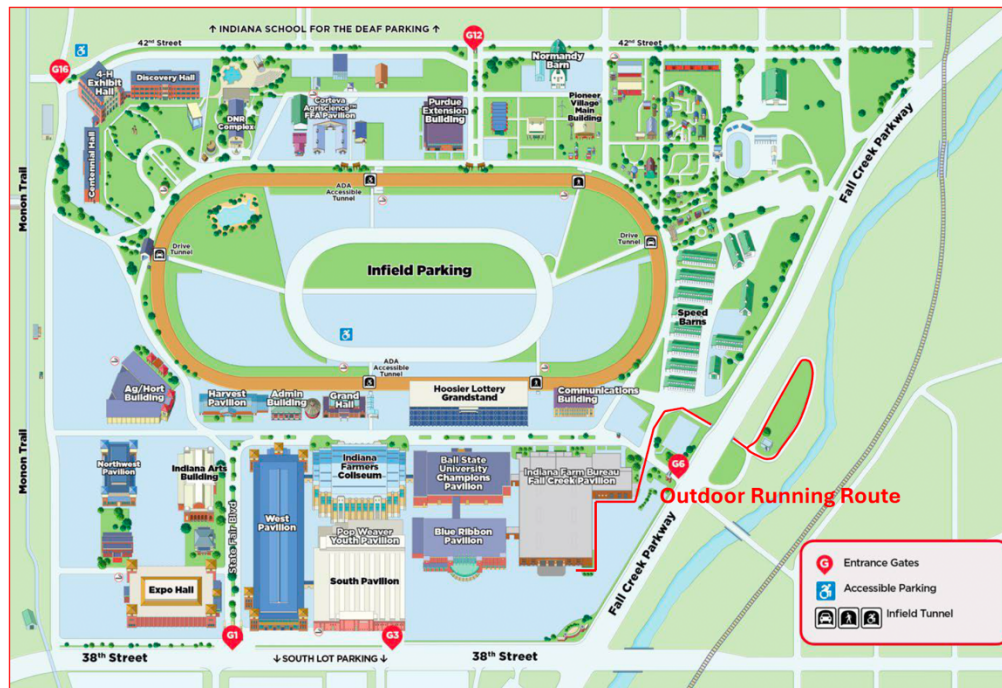 ↑ INDIANA SCHOOL FOR THE DEAF PARKING ↑
G12
42nd Street
42nd Street
G16
4-H
Exhibit
Hall
Discovery Hall
Normandy
Barn
DNR
Complex
Corteva
Agriscience™
FFA Pavilion
Purdue
Extension
Building
Pioneer
Village
Main
Building
Centennial Hall
Monon Trail
Fall Creek Parkway
ADA
Accessible
Tunnel
Drive
Tunnel
Drive
Tunnel
Infield Parking
Speed
Barns
ADA
Accessible
Tunnel
Ag/Hort
Building
Harvest
Pavilion
Admin
Building
Grand
Hall
Hoosier Lottery
Grandstand
Communications
Building
Monon Trail
Northwest
Pavilion
Indiana Arts
Building
State Fair Blvd
West
Pavilion
Indiana
Farmers
Coliseum
Ball State
University
Champions
Pavilion
Indiana Farm Bureau
Fall Creek Pavilion
G6
Outdoor Running Route
Pop Weaver
Youth Pavilion
Blue Ribbon
Pavilion
South Pavilion
Expo Hall
Fall Creek Parkway
G Entrance Gates
Accessible Parking
Infield Tunnel
G1
G3
38th Street
↓ SOUTH LOT PARKING ↓
38th Street